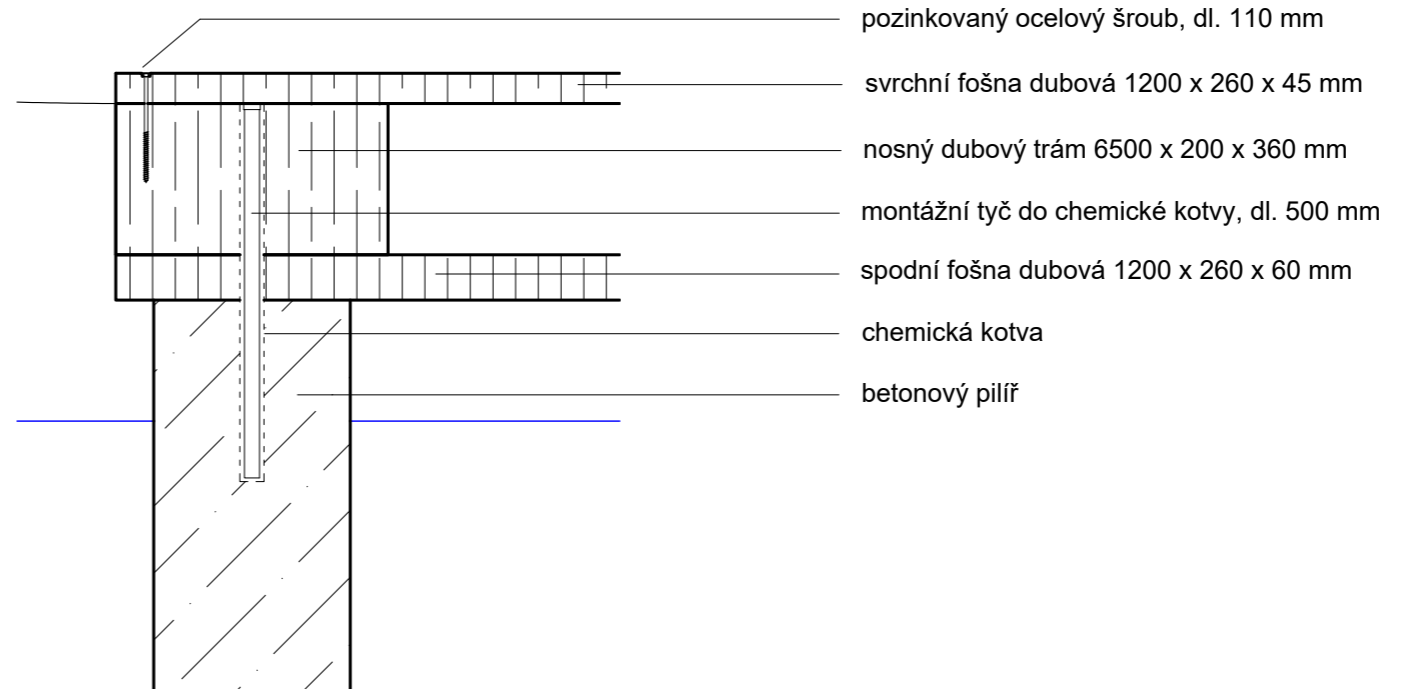 pozinkovaný ocelový šroub, dl. 110 mm
svrchní fošna dubová 1200 x 260 x 45 mm
nosný dubový trám 6500 x 200 x 360 mm
montážní tyč do chemické kotvy, dl. 500 mm
spodní fošna dubová 1200 x 260 x 60 mm
chemická kotva
betonový pilíř